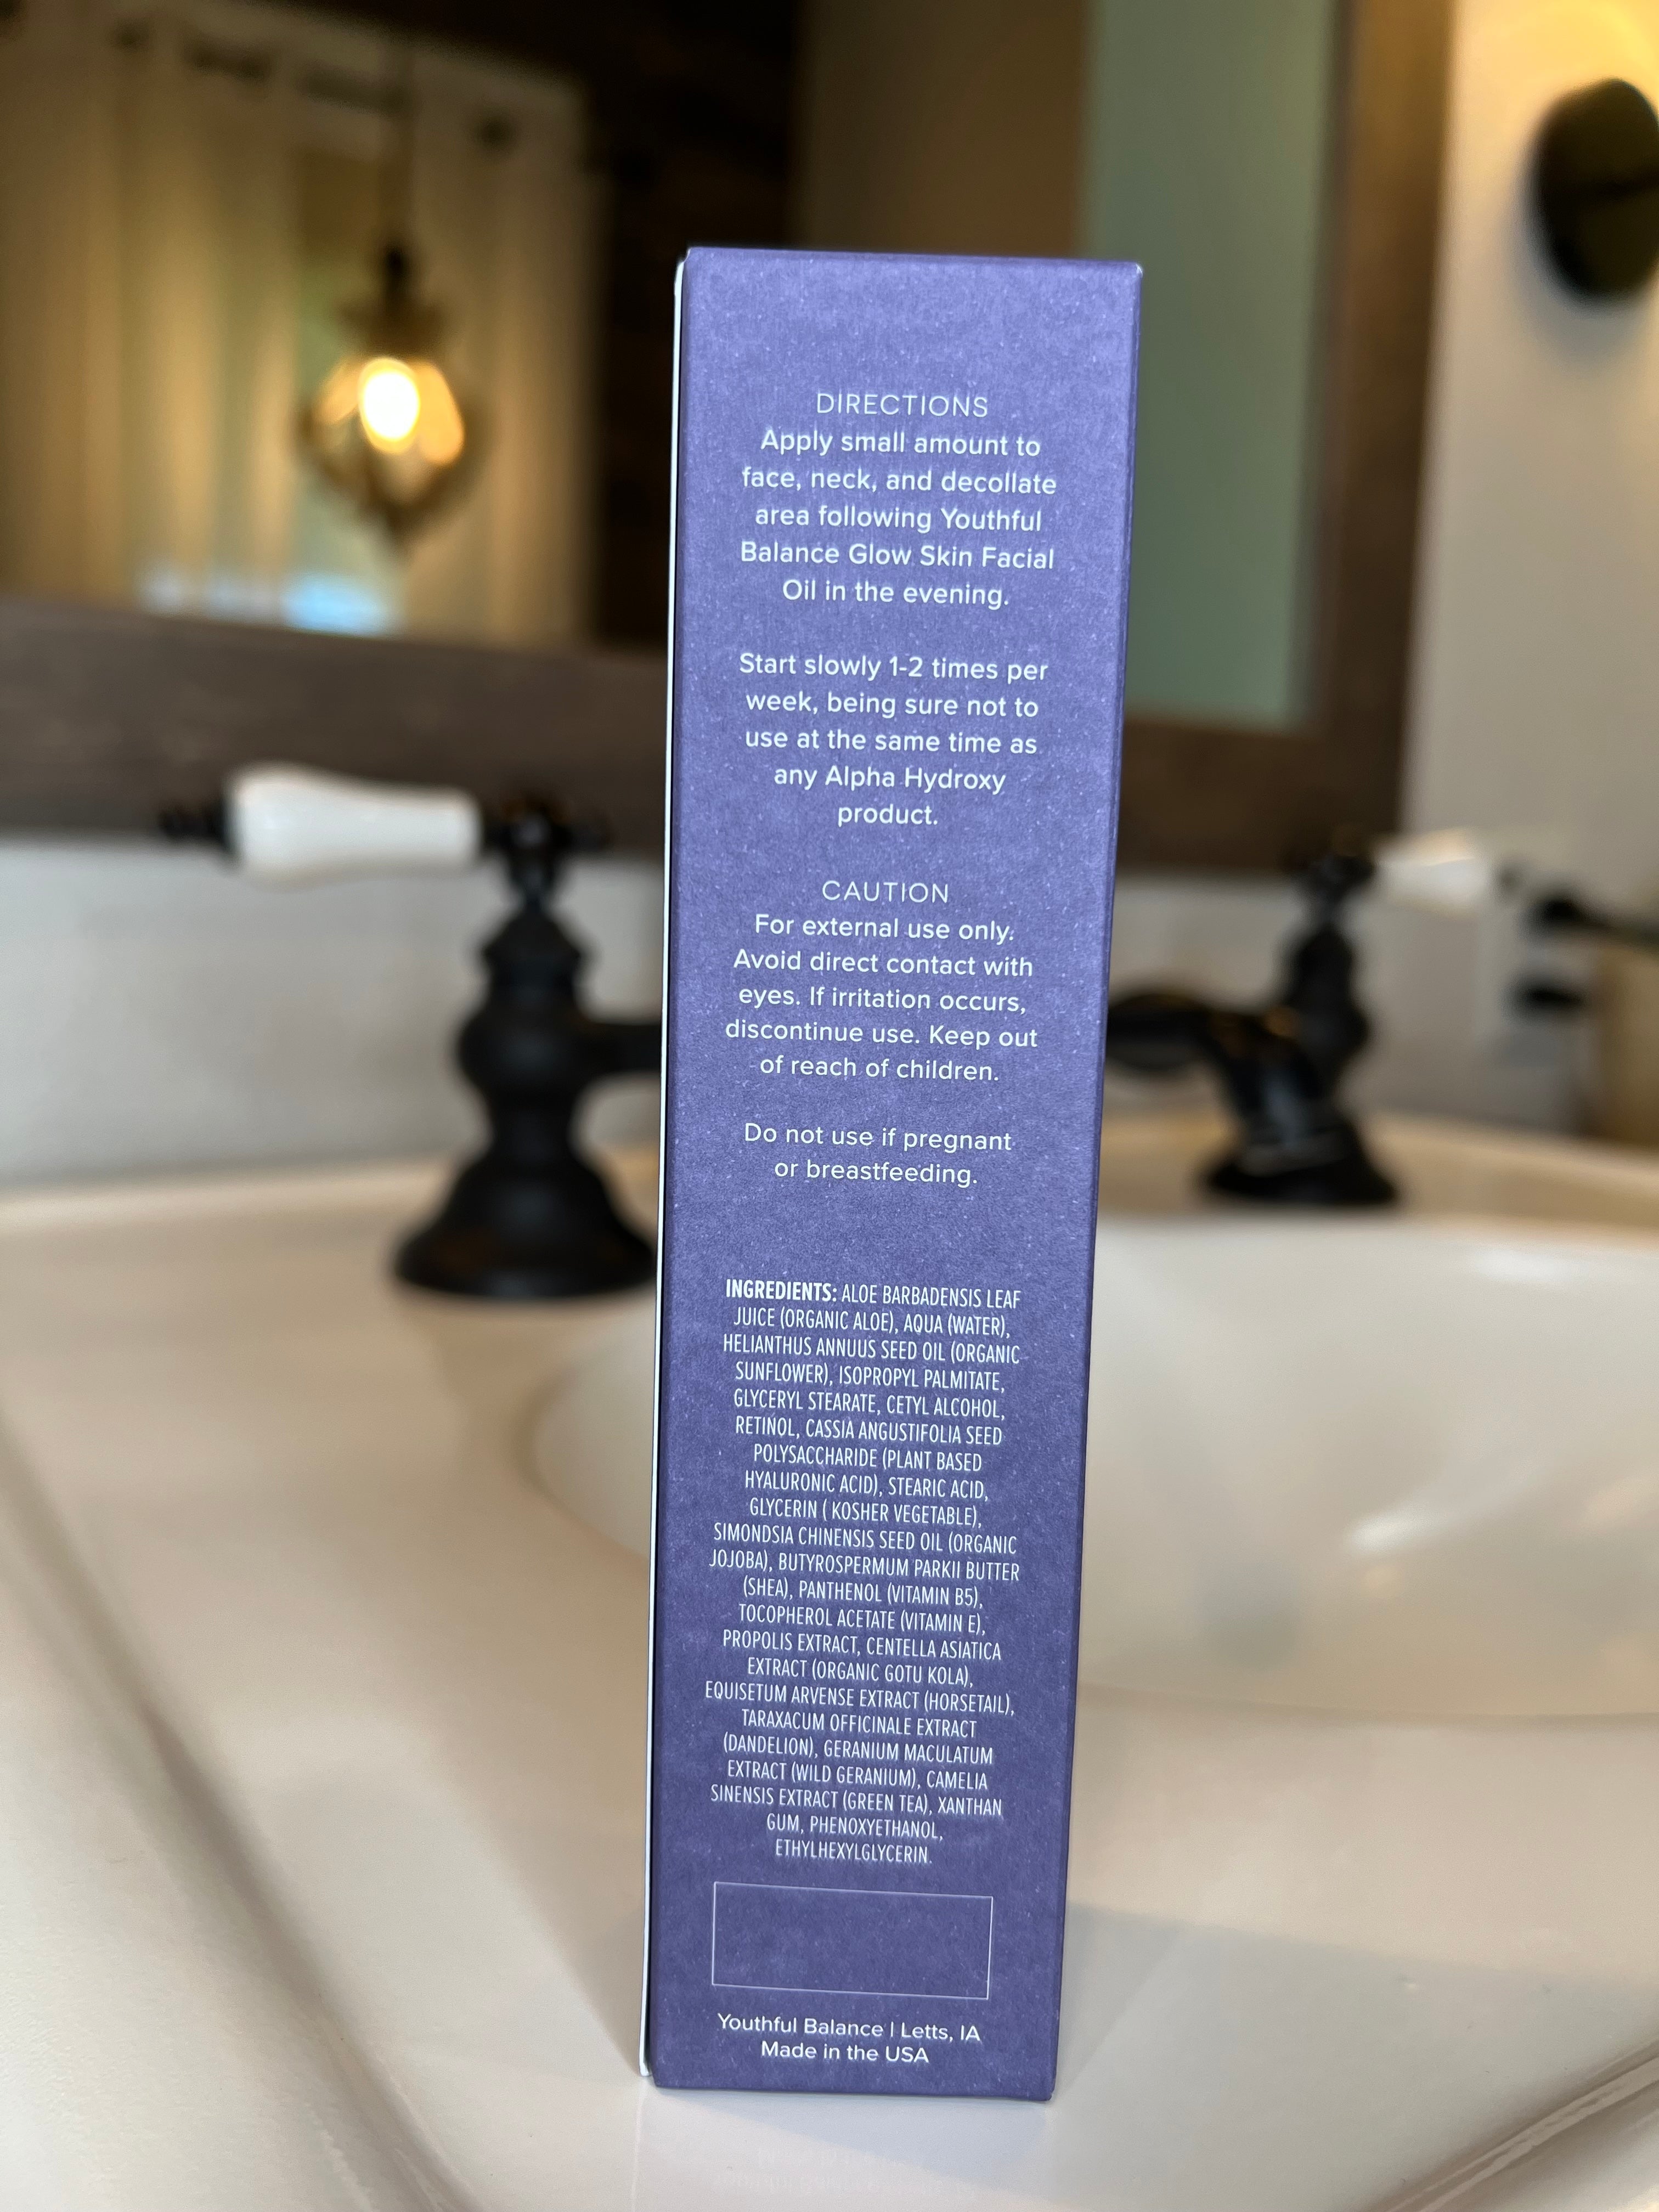 DIRECTIONS
Apply small amount to
face, neck, and decollate
area following Youthful
Balance Glow Skin Facial
Oil in the evening.
Start slowly 1-2 times per
week, being sure not to
use at the same time as
any Alpha Hydroxy
product.
CAUTION
For external use only.
Avoid direct contact with
eyes. If irritation occurs,
discontinue use. Keep out
of reach of children.
Do not use if pregnant
or breastfeeding.
INGREDIENTS: ALOE BARBADENSIS LEAF
JUICE (ORGANIC ALOE), AQUA (WATER),
HELIANTHUS ANNUUS SEED OIL (ORGANIC
SUNFLOWER), ISOPROPYL PALMITATE,
GLYCERYL STEARATE, CETYL ALCOHOL,
RETINOL, CASSIA ANGUSTIFOLIA SEED
POLYSACCHARIDE (PLANT BASED
HYALURONIC ACID), STEARIC ACID,
GLYCERIN ( KOSHER VEGETABLE),
SIMONDSIA CHINENSIS SEED OIL (ORGANIC
JOJOBA), BUTYROSPERMUM PARKII BUTTER
(SHEA), PANTHENOL (VITAMIN B5),
TOCOPHEROL ACETATE (VITAMIN E),
PROPOLIS EXTRACT, CENTELLA ASIATICA
EXTRACT (ORGANIC GOTU KOLA),
EQUISETUM ARVENSE EXTRACT (HORSETAIL),
TARAXACUM OFFICINALE EXTRACT
(DANDELION), GERANIUM MACULATUM
EXTRACT (WILD GERANIUM), CAMELIA
SINENSIS EXTRACT (GREEN TEA), XANTHAN
GUM, PHENOXYETHANOL,
ETHYLHEXYLGLYCERIN.
Youthful Balance | Letts, IA
Made in the USA